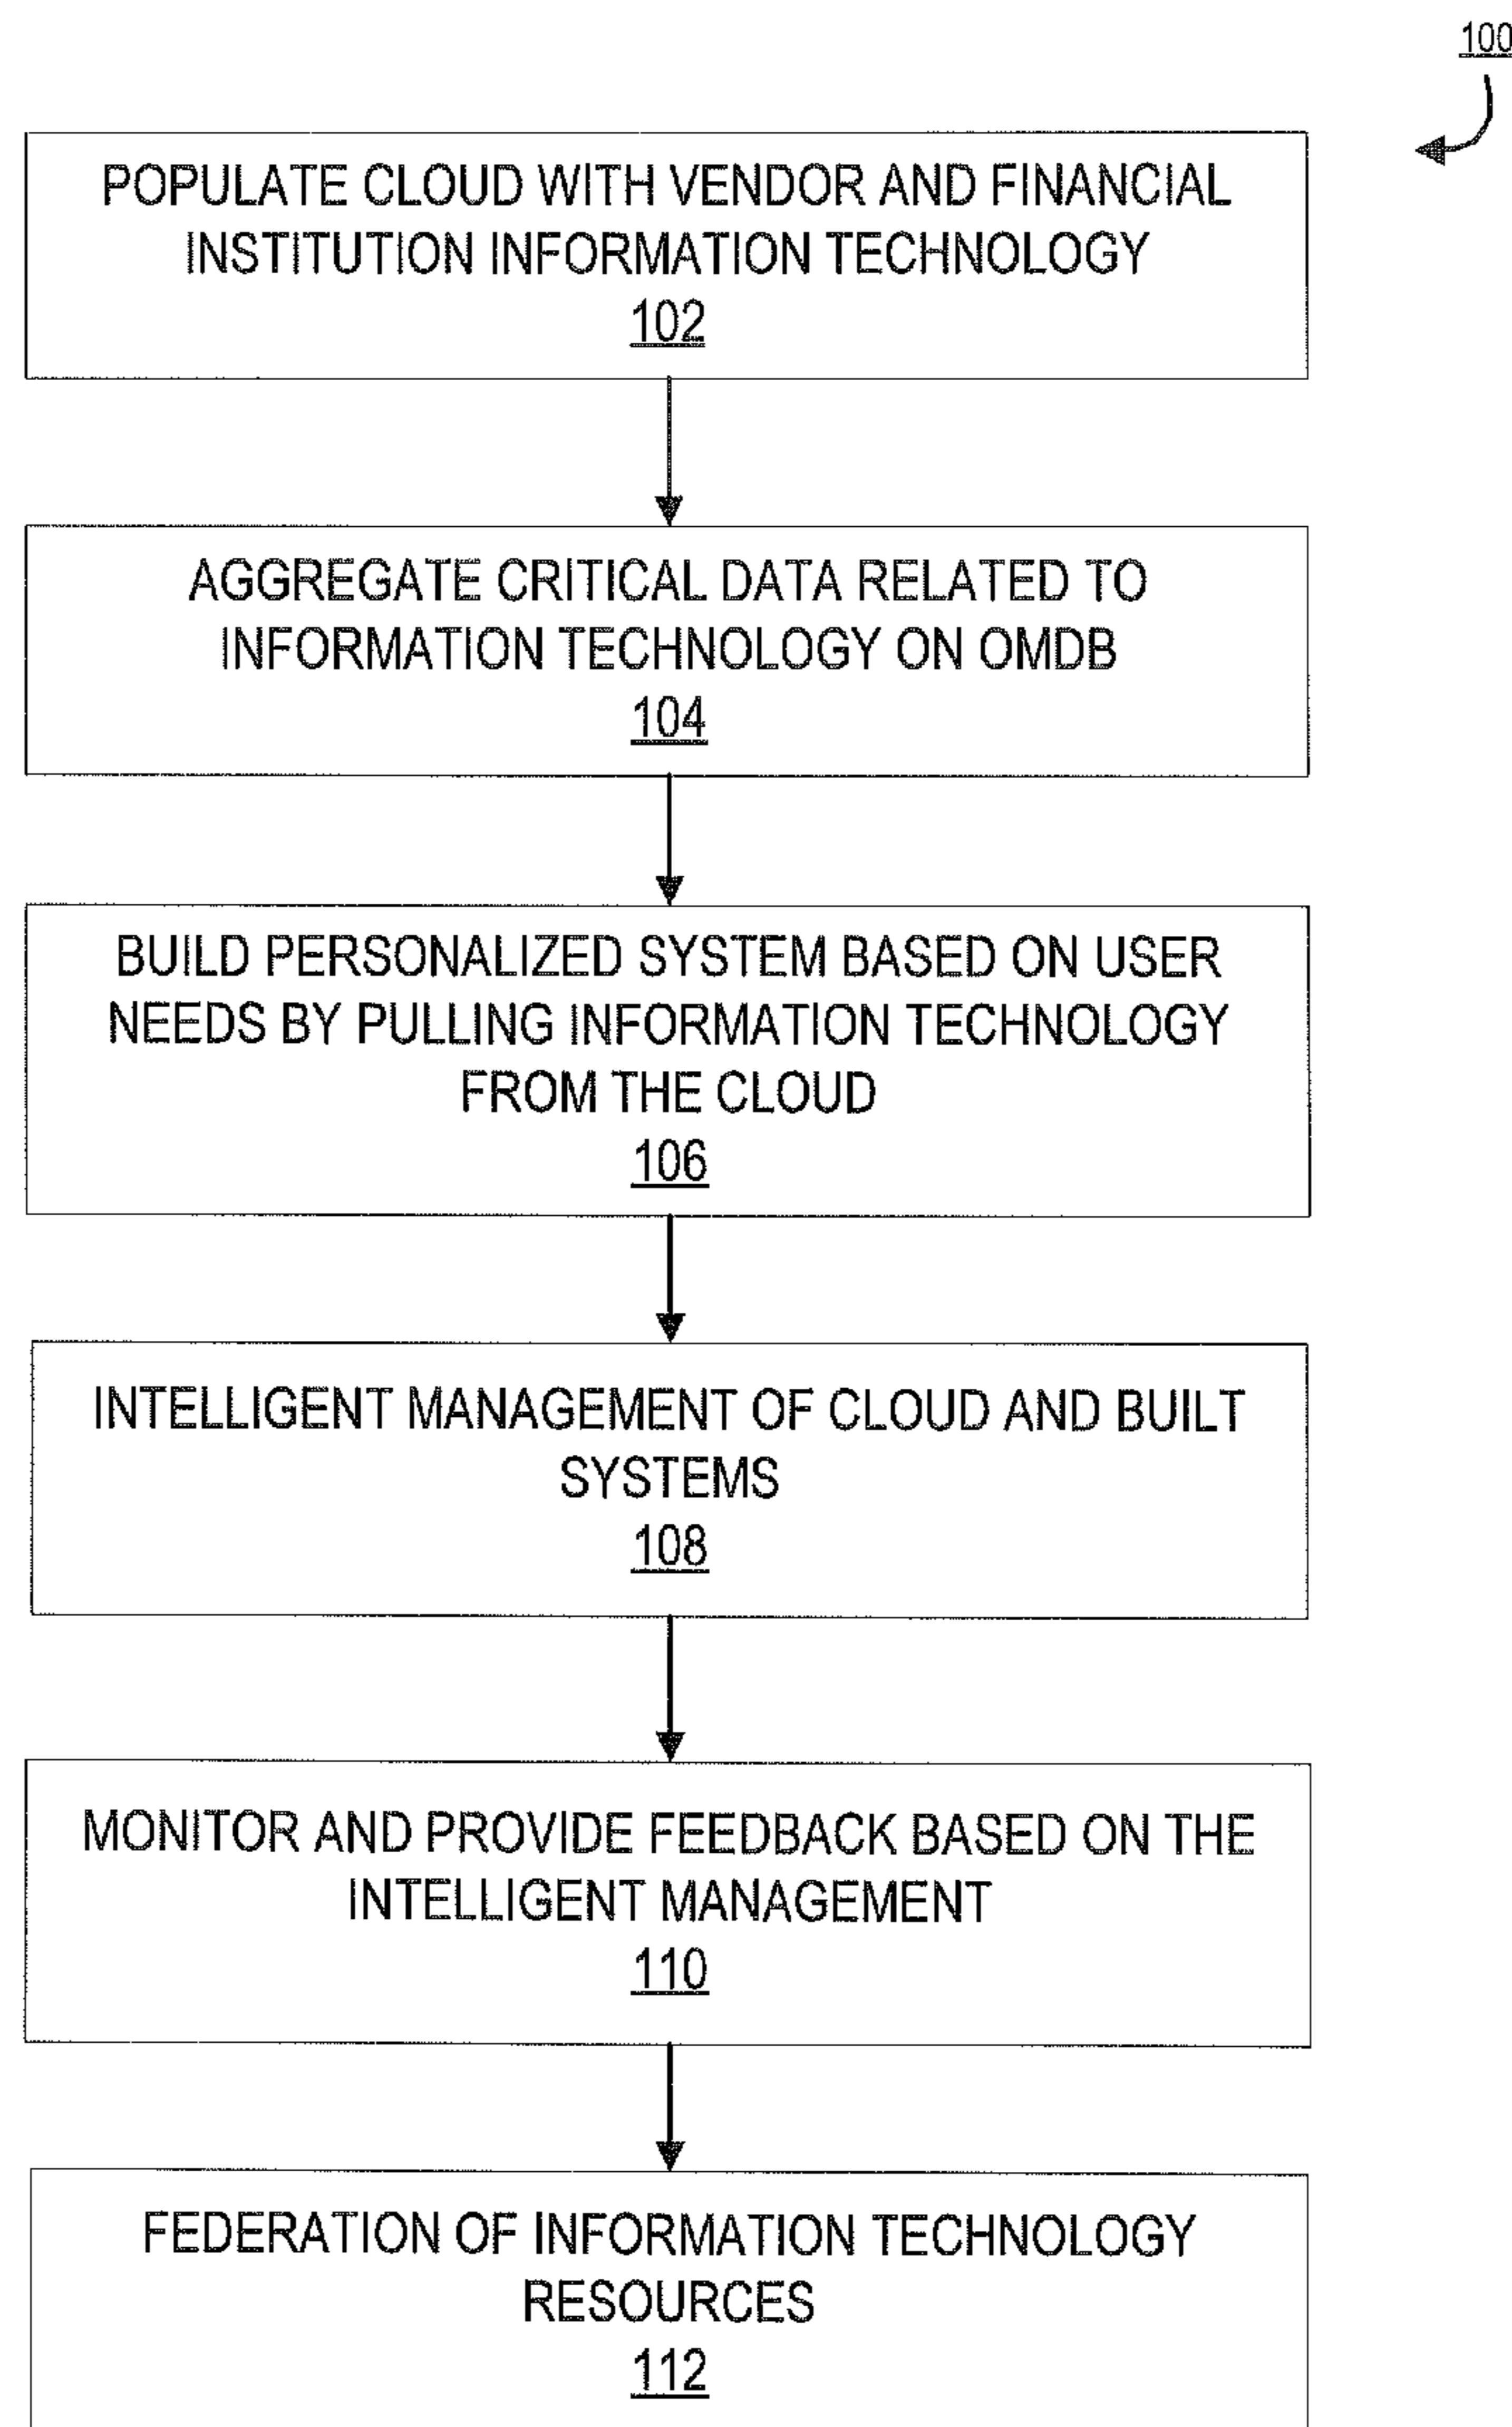 100
POPULATE CLOUD WITH VENDOR AND FINANCIAL
INSTITUTION INFORMATION TECHNOLOGY
102
AGGREGATE CRITICAL DATA RELATED TO
INFORMATION TECHNOLOGY ON OMDB
104
BUILD PERSONALIZED SYSTEM BASED ON USER
NEEDS BY PULLING INFORMATION TECHNOLOGY
FROM THE CLOUD
106
INTELLIGENT MANAGEMENT OF CLOUD AND BUILT
SYSTEMS
108
MONITOR AND PROVIDE FEEDBACK BASED ON THE
INTELLIGENT MANAGEMENT
110
FEDERATION OF INFORMATION TECHNOLOGY
RESOURCES
112